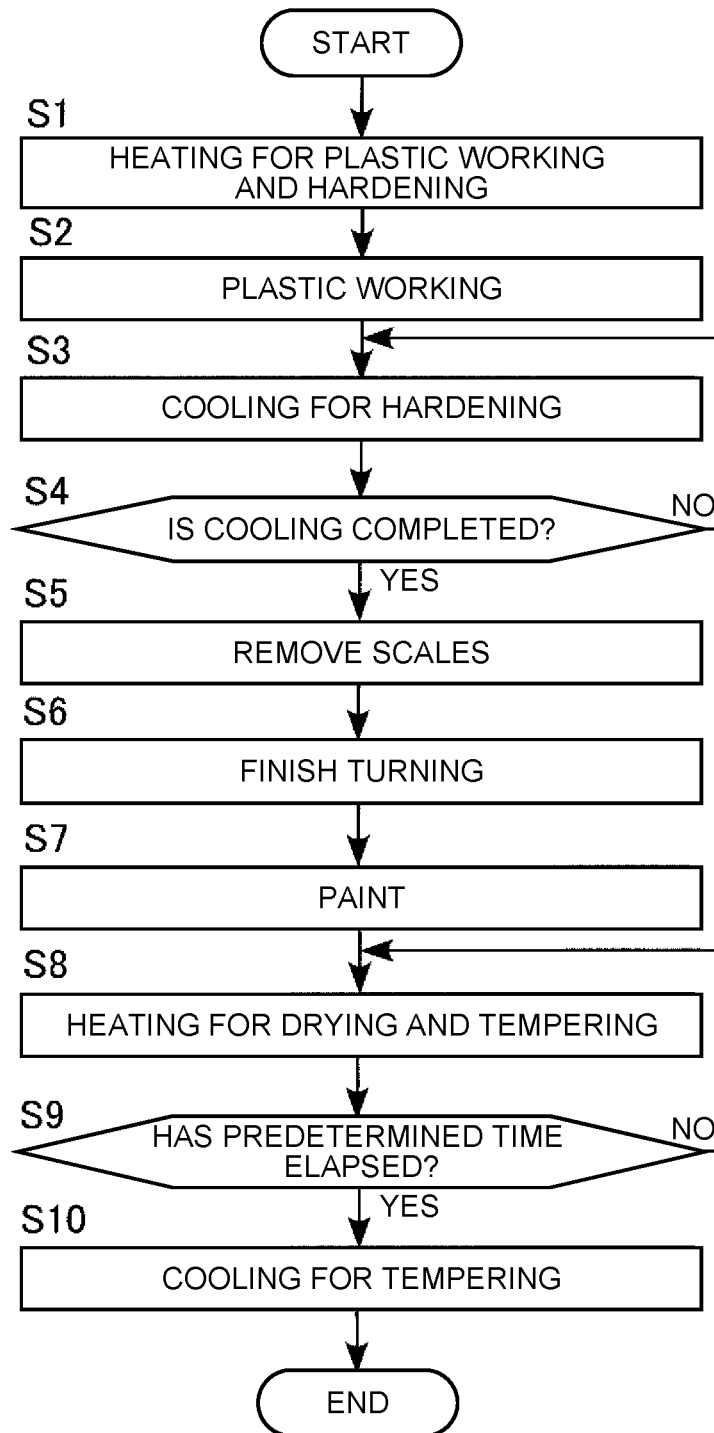 START
S1
HEATING FOR PLASTIC WORKING
AND HARDENING
S2
PLASTIC WORKING
S3
COOLING FOR HARDENING
S4
IS COOLING COMPLETED?
NO
YES
S5
REMOVE SCALES
S6
FINISH TURNING
S7
PAINT
S8
HEATING FOR DRYING AND TEMPERING
S9
HAS PREDETERMINED TIME
ELAPSED?
NO
YES
S10
COOLING FOR TEMPERING
END